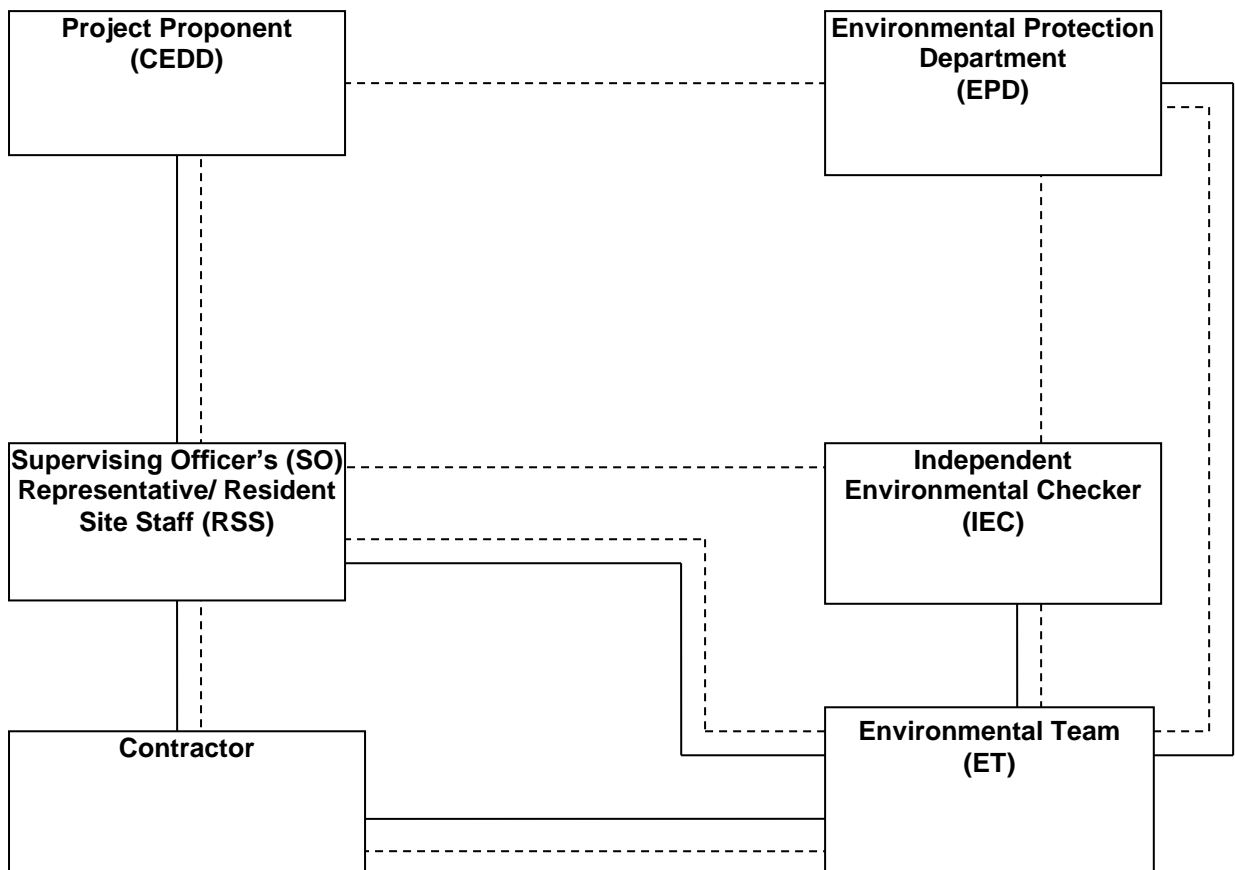 Project Proponent
(CEDD)
Environmental Protection
Department
(EPD)
Supervising Officer's (SO)
Representative/ Resident
Site Staff (RSS)
Independent
Environmental Checker
(IEC)
Contractor
Environmental Team
(ET)